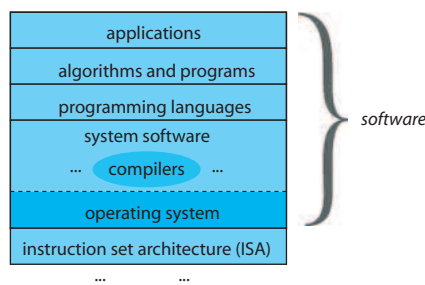 applications
algorithms and programs
programming languages
software
system software
... compilers ...
operating system
instruction set architecture (ISA)
... ...